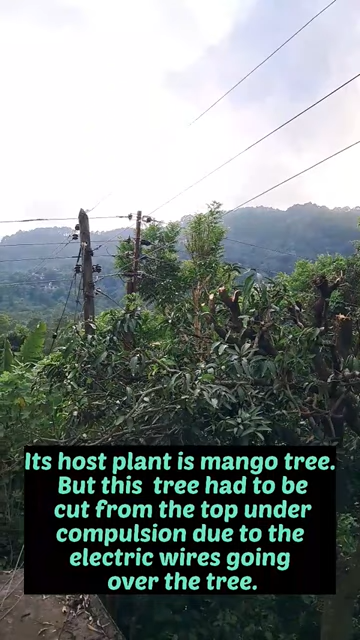 Its host plant is mango tree.
But this tree had to be
cut from the top under
compulsion due to the
electric wires going
over the tree.